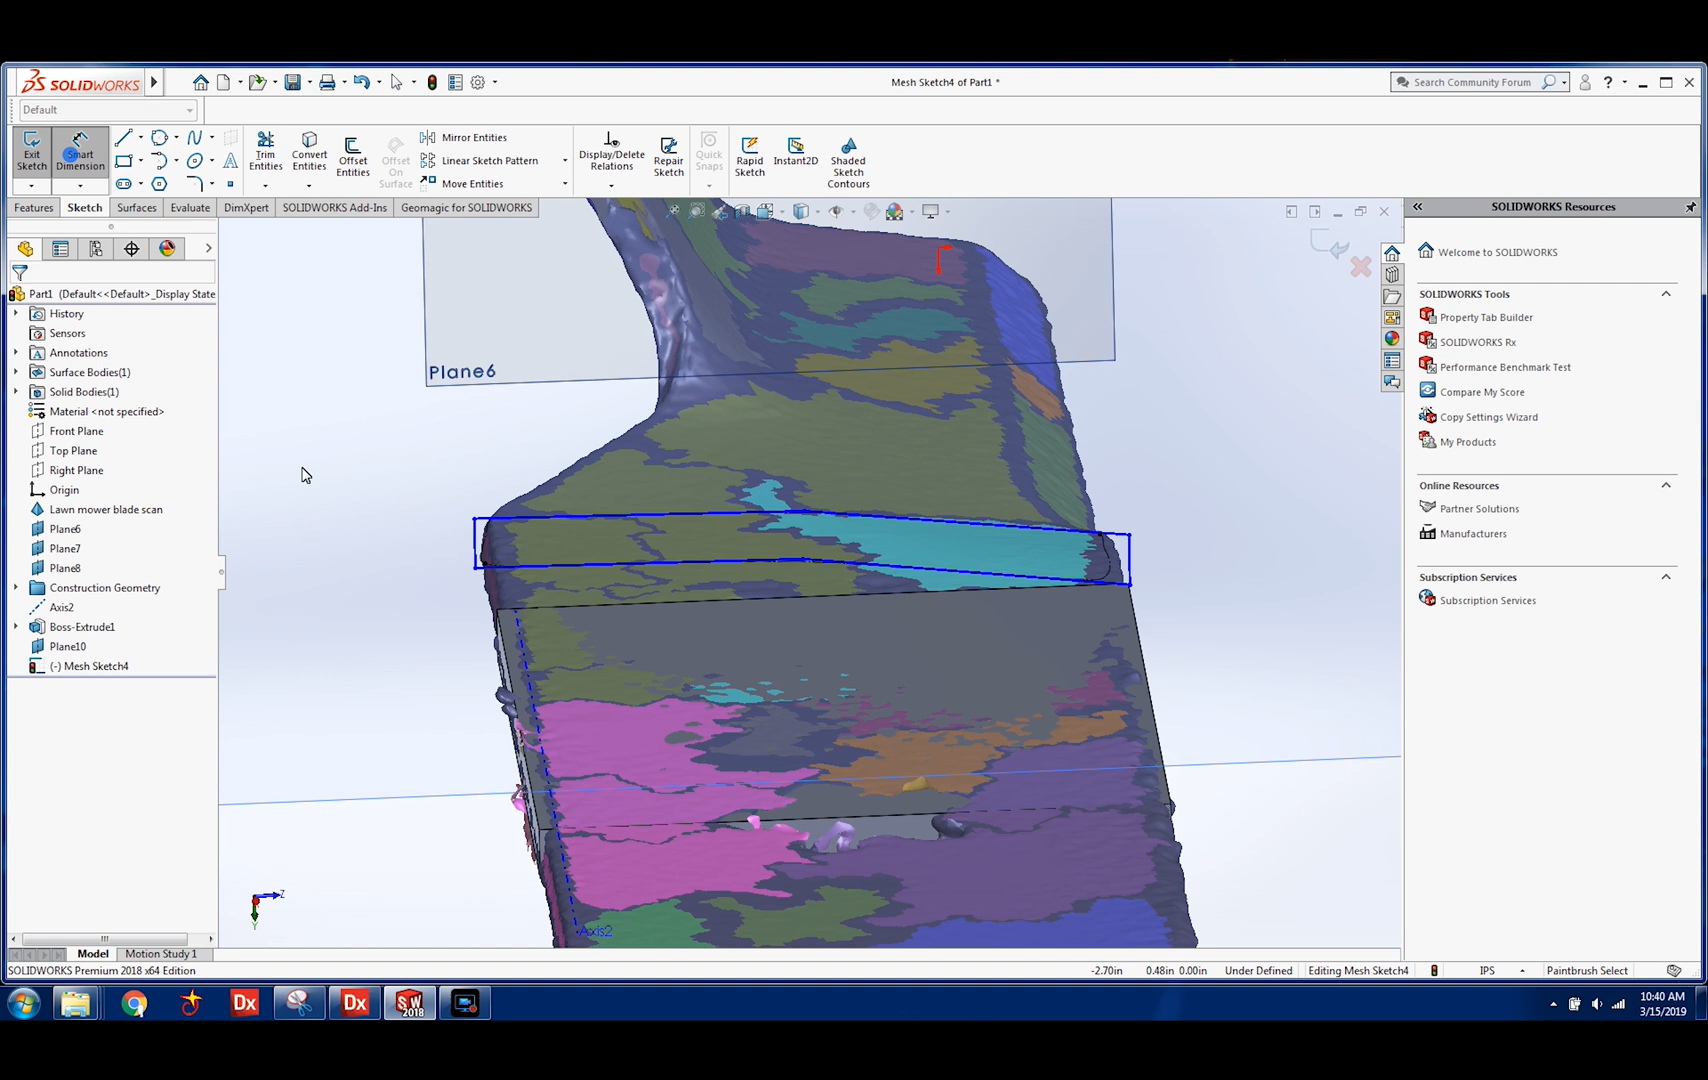 SOLIDWORKS
Mesh Sketch4 of Part1 *
Search Community Forum
?
Default
Exit Sketch
Smart Dimension
Trim Entities
Convert Entities
Offset Entities
Offset On Surface
Mirror Entities
Linear Sketch Pattern
Move Entities
Display/Delete Relations
Repair Sketch
Quick Snaps
Rapid Sketch
Instant2D
Shaded Sketch Contours
Features
Sketch
Surfaces
Evaluate
DimXpert
SOLIDWORKS Add-Ins
Geomagic for SOLIDWORKS
Part1 (Default<<Default>_Display State
History
Sensors
Annotations
Surface Bodies(1)
Solid Bodies(1)
Material <not specified>
Front Plane
Top Plane
Right Plane
Origin
Lawn mower blade scan
Plane6
Plane7
Plane8
Construction Geometry
Axis2
Boss-Extrude1
Plane10
(-) Mesh Sketch4
Plane6
Axis2
Z
Y
SOLIDWORKS Resources
Welcome to SOLIDWORKS
SOLIDWORKS Tools
Property Tab Builder
SOLIDWORKS Rx
Performance Benchmark Test
Compare My Score
Copy Settings Wizard
My Products
Online Resources
Partner Solutions
Manufacturers
Subscription Services
Subscription Services
Model
Motion Study 1
SOLIDWORKS Premium 2018 x64 Edition
-2.70in
0.48in 0.00in
Under Defined
Editing Mesh Sketch4
IPS
Paintbrush Select
Dx
Dx
SW
2018
10:40 AM
3/15/2019